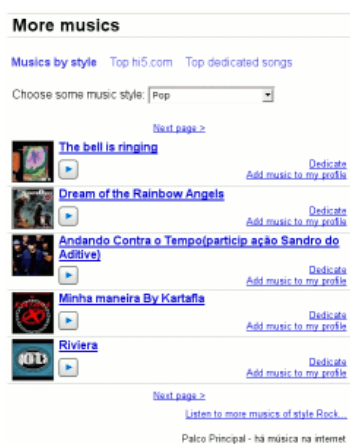 More musics
Musics by style Top hi5.com Top dedicated songs
Choose some music style: Pop
Next page >
The bell is ringing
Dedicate
Add music to my profile
Dream of the Rainbow Angels
Dedicate
Add music to my profile
Andando Contra o Tempo(particip ação Sandro do
Aditive)
Dedicate
Add music to my profile
Minha maneira By Kartafla
Dedicate
Add music to my profile
Riviera
Dedicate
Add music to my profile
Next page >
Listen to more musics of style Rock...
Palco Principal - há música na internet